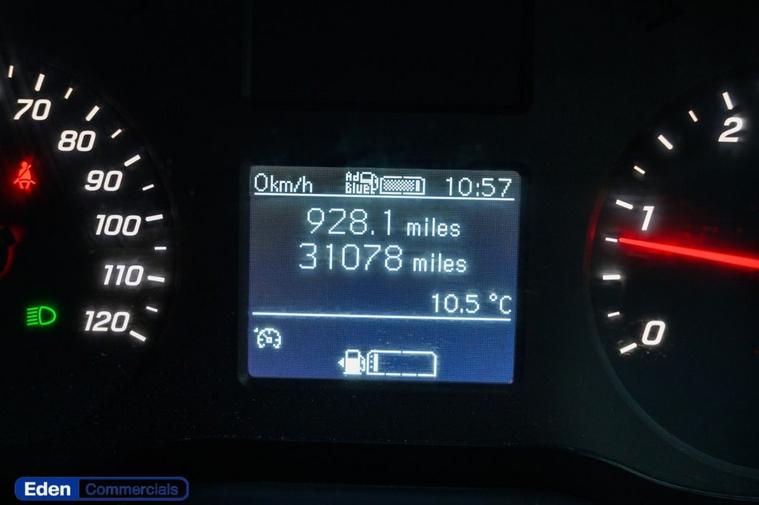 70
80
90
100
110
120
0km/h Ad Blue 10:57
928.1 miles
31078 miles
10.5 °C
2
1
0
Eden Commercials